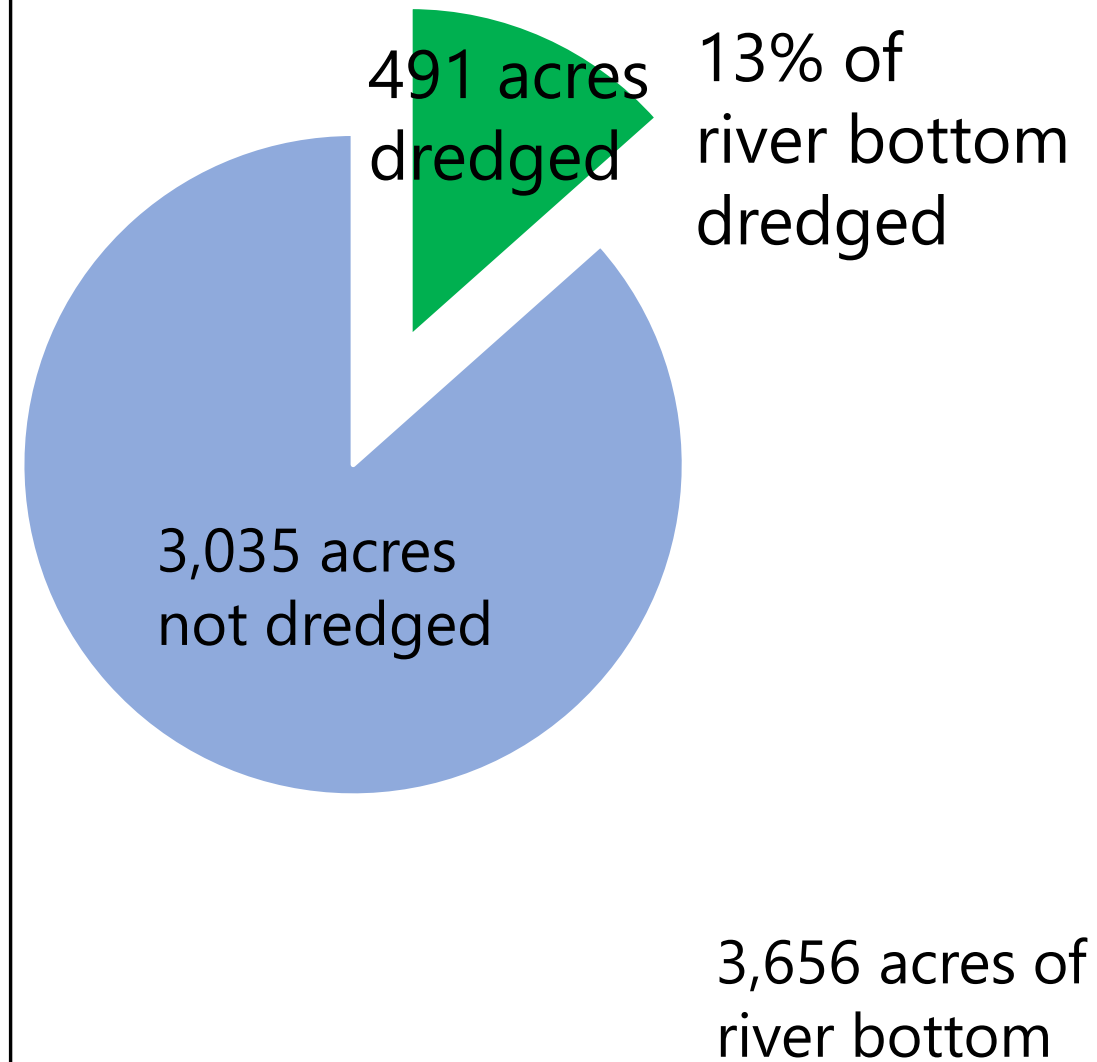 491 acres
dredged
13% of
river bottom
dredged
3,035 acres
not dredged
3,656 acres of
river bottom